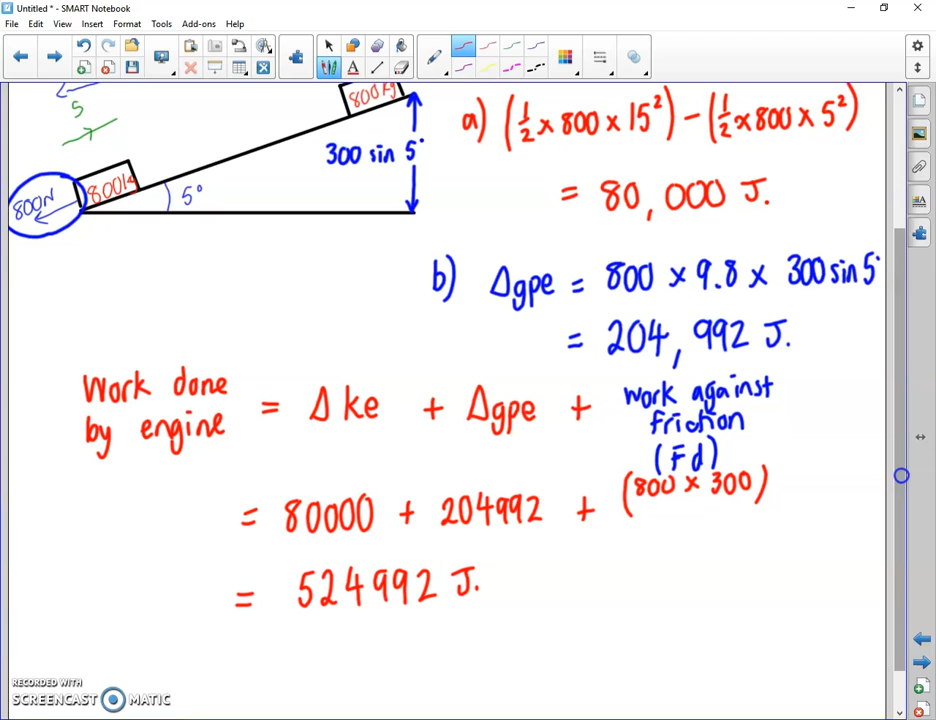 Untitled * - SMART Notebook
File Edit View Insert Format Tools Add-ons Help
800kg
a) (½ x 800 x 15²) - (½ x 800 x 5²)
5
300 sin 5°
= 80,000 J.
800kg
5°
800N
b) Δgpe = 800 x 9.8 x 300 sin 5°
= 204,992 J.
Work done
by engine
= Δke + Δgpe +
work against
friction
(Fd)
= 80000 + 204992 + (800 x 300)
= 524992 J.
RECORDED WITH
SCREENCAST MATIC